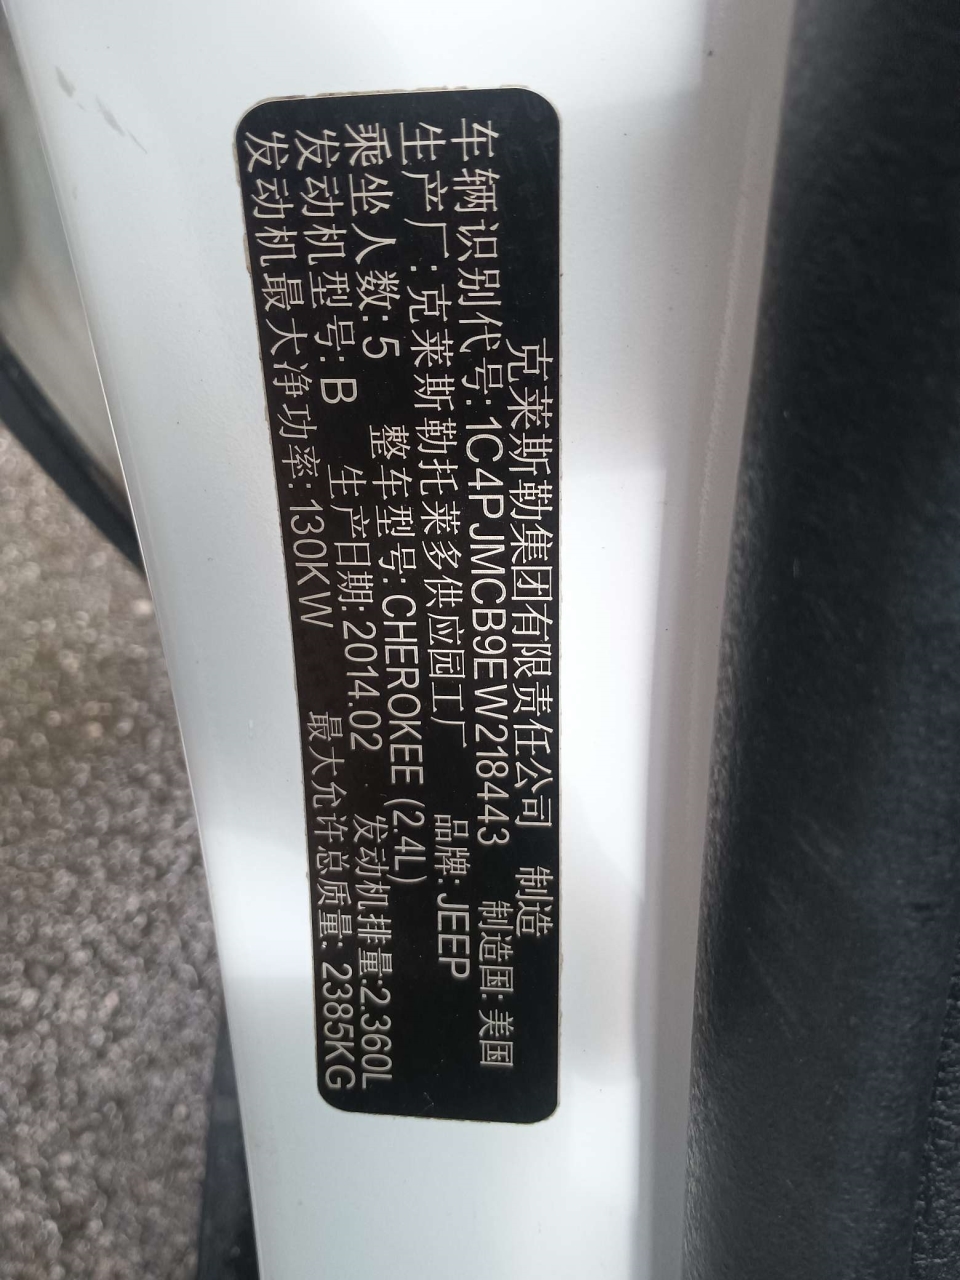 克莱斯勒集团有限责任公司 制造
车辆识别代号: 1C4PJMCB9EW218443 制造国: 美国
生产厂: 克莱斯勒托莱多供应园工厂 品牌: JEEP
乘坐人数: 5 整车型号: CHEROKEE (2.4L)
发动机型号: B 生产日期: 2014.02 发动机排量: 2.360L
发动机最大净功率: 130KW 最大允许总质量: 2385KG